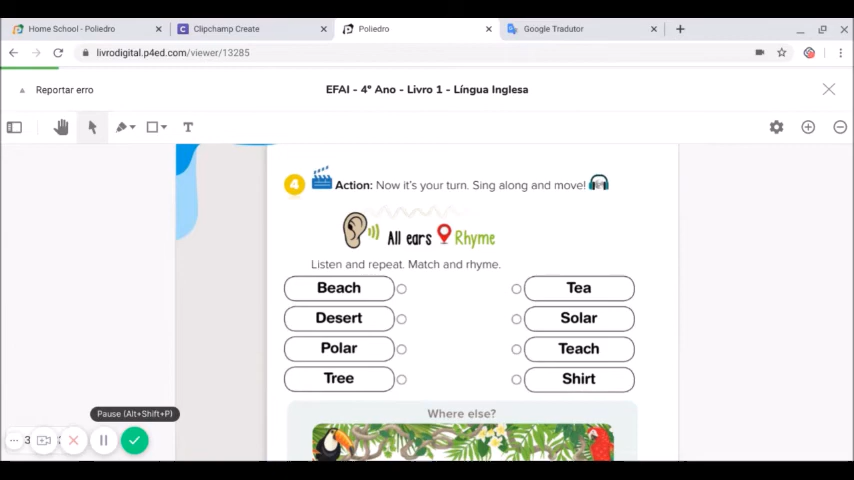 Home School - Poliedro
Clipchamp Create
Poliedro
Google Tradutor
livrodigital.p4ed.com/viewer/13285
Reportar erro
EFAI - 4º Ano - Livro 1 - Língua Inglesa
T
4
Action: Now it's your turn. Sing along and move!
All ears Rhyme
Listen and repeat. Match and rhyme.
Beach
Tea
Desert
Solar
Polar
Teach
Tree
Shirt
Where else?
Pause (Alt+Shift+P)
3